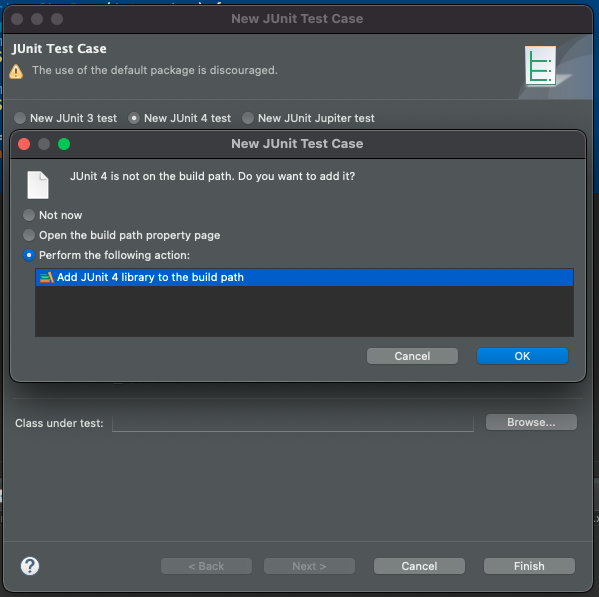 New JUnit Test Case
JUnit Test Case
The use of the default package is discouraged.
New JUnit 3 test
New JUnit 4 test
New JUnit Jupiter test
New JUnit Test Case
JUnit 4 is not on the build path. Do you want to add it?
Not now
Open the build path property page
Perform the following action:
Add JUnit 4 library to the build path
Cancel
OK
Class under test:
Browse...
?
< Back
Next >
Cancel
Finish